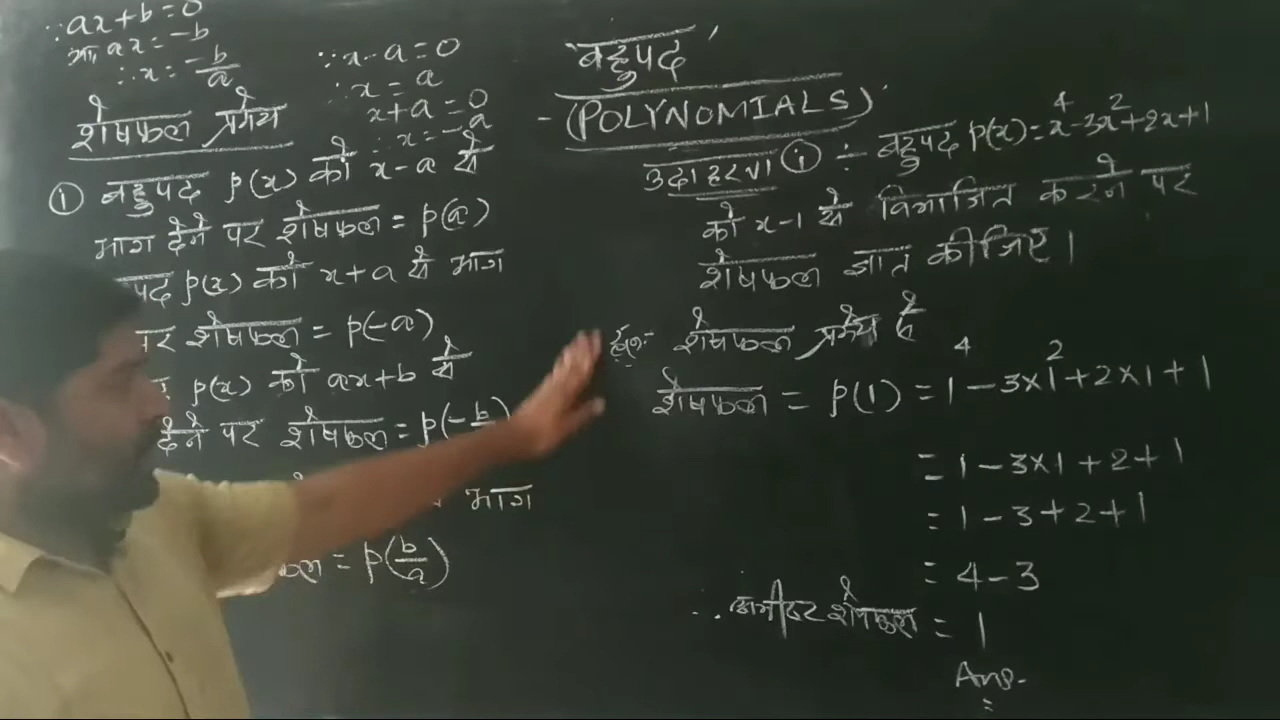 ∵ ax+b=0
या, ax=-b
∴ x = -b/a
∵ x-a=0
∴ x = a
x+a=0
∴ x=-a
शेषफल प्रमेय
① बहुपद p(x) को x-a से
भाग देने पर शेषफल = p(a)
पद p(x) को x+a से भाग
पर शेषफल = p(-a)
p(x) को ax+b से
देने पर शेषफल = p(-b
भाग
फल = p(b/a)
'बहुपद'
-(POLYNOMIALS)
उदाहरण ① ÷ बहुपद p(x)=x⁴-3x²+2x+1
को x-1 से विभाजित करने पर
शेषफल ज्ञात कीजिए।
हल:- शेषफल प्रमेय से
शेषफल = p(1) = 1⁴-3×1²+2×1+1
= 1-3×1+2+1
= 1-3+2+1
= 4-3
∴ अभीष्ट शेषफल = 1
Ans.